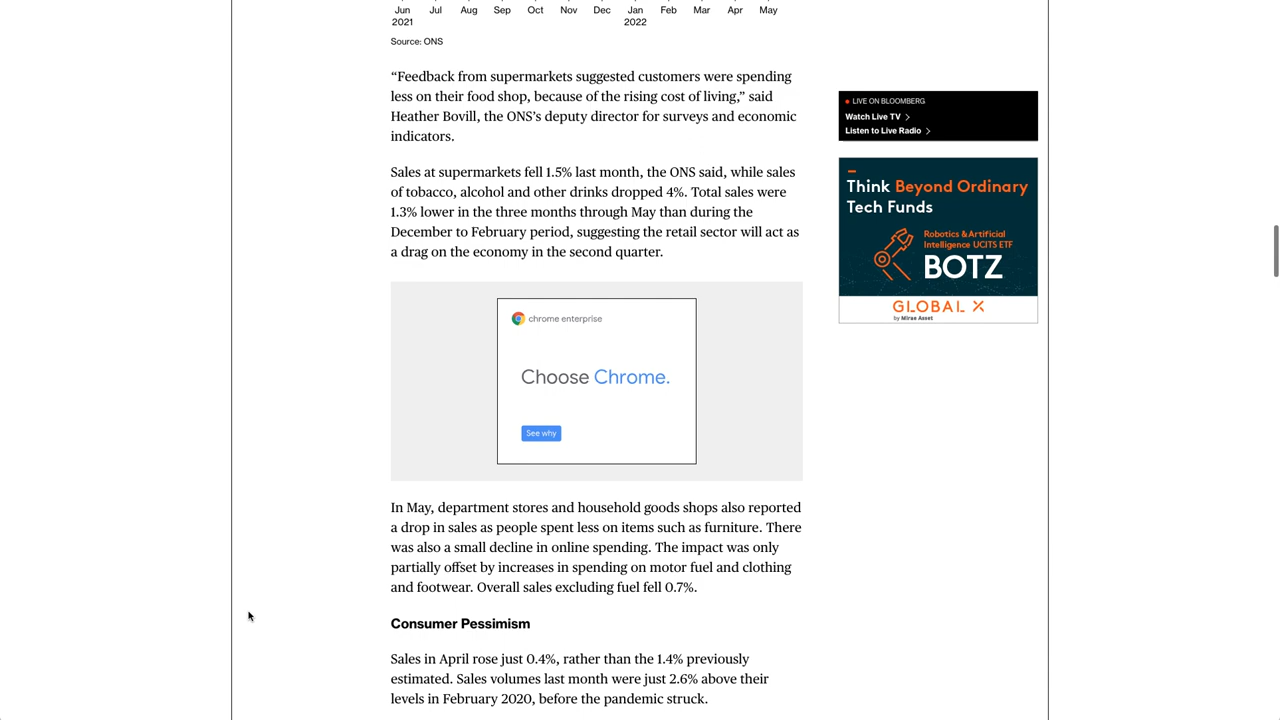 Jun Jul Aug Sep Oct Nov Dec Jan Feb Mar Apr May
2021 2022
Source: ONS
“Feedback from supermarkets suggested customers were spending
less on their food shop, because of the rising cost of living,” said
Heather Bovill, the ONS’s deputy director for surveys and economic
indicators.
Sales at supermarkets fell 1.5% last month, the ONS said, while sales
of tobacco, alcohol and other drinks dropped 4%. Total sales were
1.3% lower in the three months through May than during the
December to February period, suggesting the retail sector will act as
a drag on the economy in the second quarter.
chrome enterprise
Choose Chrome.
See why
In May, department stores and household goods shops also reported
a drop in sales as people spent less on items such as furniture. There
was also a small decline in online spending. The impact was only
partially offset by increases in spending on motor fuel and clothing
and footwear. Overall sales excluding fuel fell 0.7%.
Consumer Pessimism
Sales in April rose just 0.4%, rather than the 1.4% previously
estimated. Sales volumes last month were just 2.6% above their
levels in February 2020, before the pandemic struck.
LIVE ON BLOOMBERG
Watch Live TV
Listen to Live Radio
Think Beyond Ordinary
Tech Funds
Robotics & Artificial
Intelligence UCITS ETF
BOTZ
GLOBAL X
by Mirae Asset